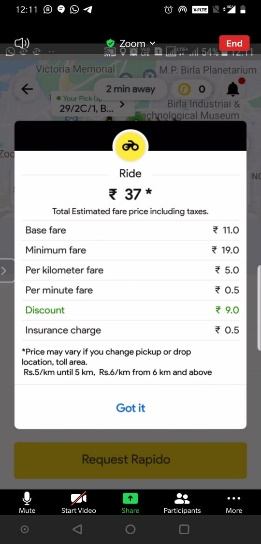 12:11
Zoom
End
54%
12:11
Victoria Memorial
M.P. Birla Planetarium
2 min away
0
Your Pick
29/2C/1, B...
Birla Industrial &
Technological Museum
Ride
₹ 37 *
Total Estimated fare price including taxes.
Base fare ₹ 11.0
Minimum fare ₹ 19.0
Per kilometer fare ₹ 5.0
Per minute fare ₹ 0.5
Discount ₹ 9.0
Insurance charge ₹ 0.5
*Price may vary if you change pickup or drop
location, toll area.
Rs.5/km until 5 km, Rs.6/km from 6 km and above
Got it
Request Rapido
Mute Start Video Share Participants More